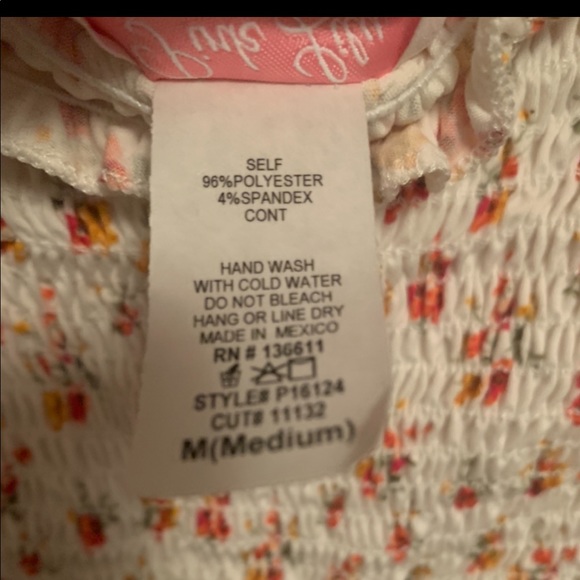 SELF
96%POLYESTER
4%SPANDEX
CONT
HAND WASH
WITH COLD WATER
DO NOT BLEACH
HANG OR LINE DRY
MADE IN MEXICO
RN # 136611
STYLE# P16124
CUT# 11132
M(Medium)